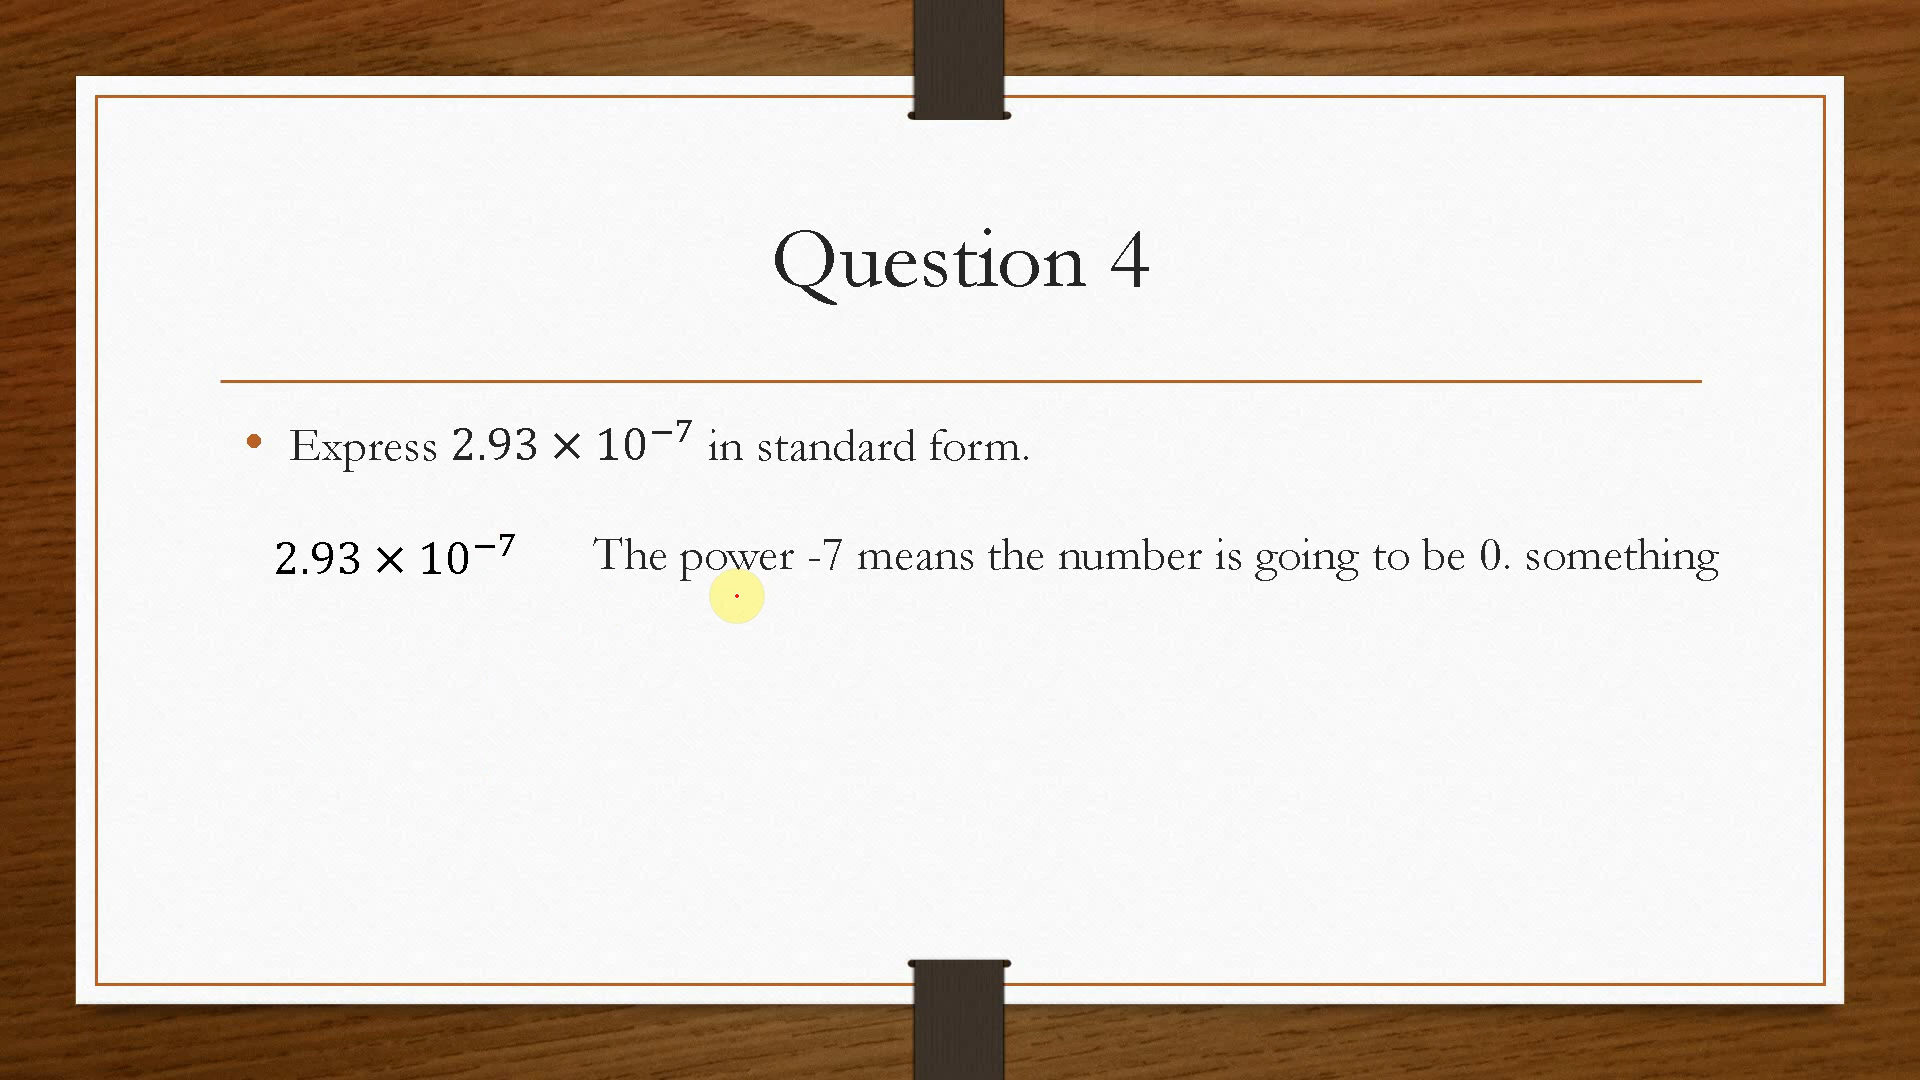 Question 4
• Express 2.93 × 10⁻⁷ in standard form.
2.93 × 10⁻⁷ The power -7 means the number is going to be 0. something